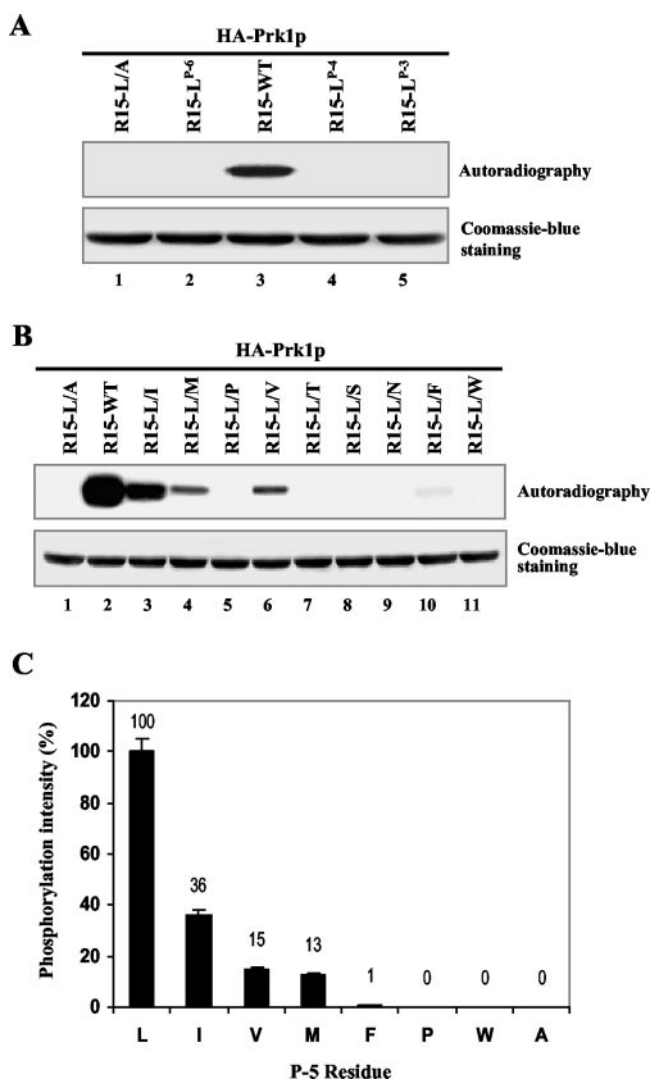 A
HA-Prk1p
R15-L/A
R15-L^P-6
R15-WT
R15-L^P-4
R15-L^P-3
Autoradiography
Coomassie-blue
staining
1 2 3 4 5
B
HA-Prk1p
R15-L/A
R15-WT
R15-L/I
R15-L/M
R15-L/P
R15-L/V
R15-L/T
R15-L/S
R15-L/N
R15-L/F
R15-L/W
Autoradiography
Coomassie-blue
staining
1 2 3 4 5 6 7 8 9 10 11
C
Phosphorylation intensity (%)
120
100
80
60
40
20
0
100
36
15
13
1
0
0
0
L I V M F P W A
P-5 Residue